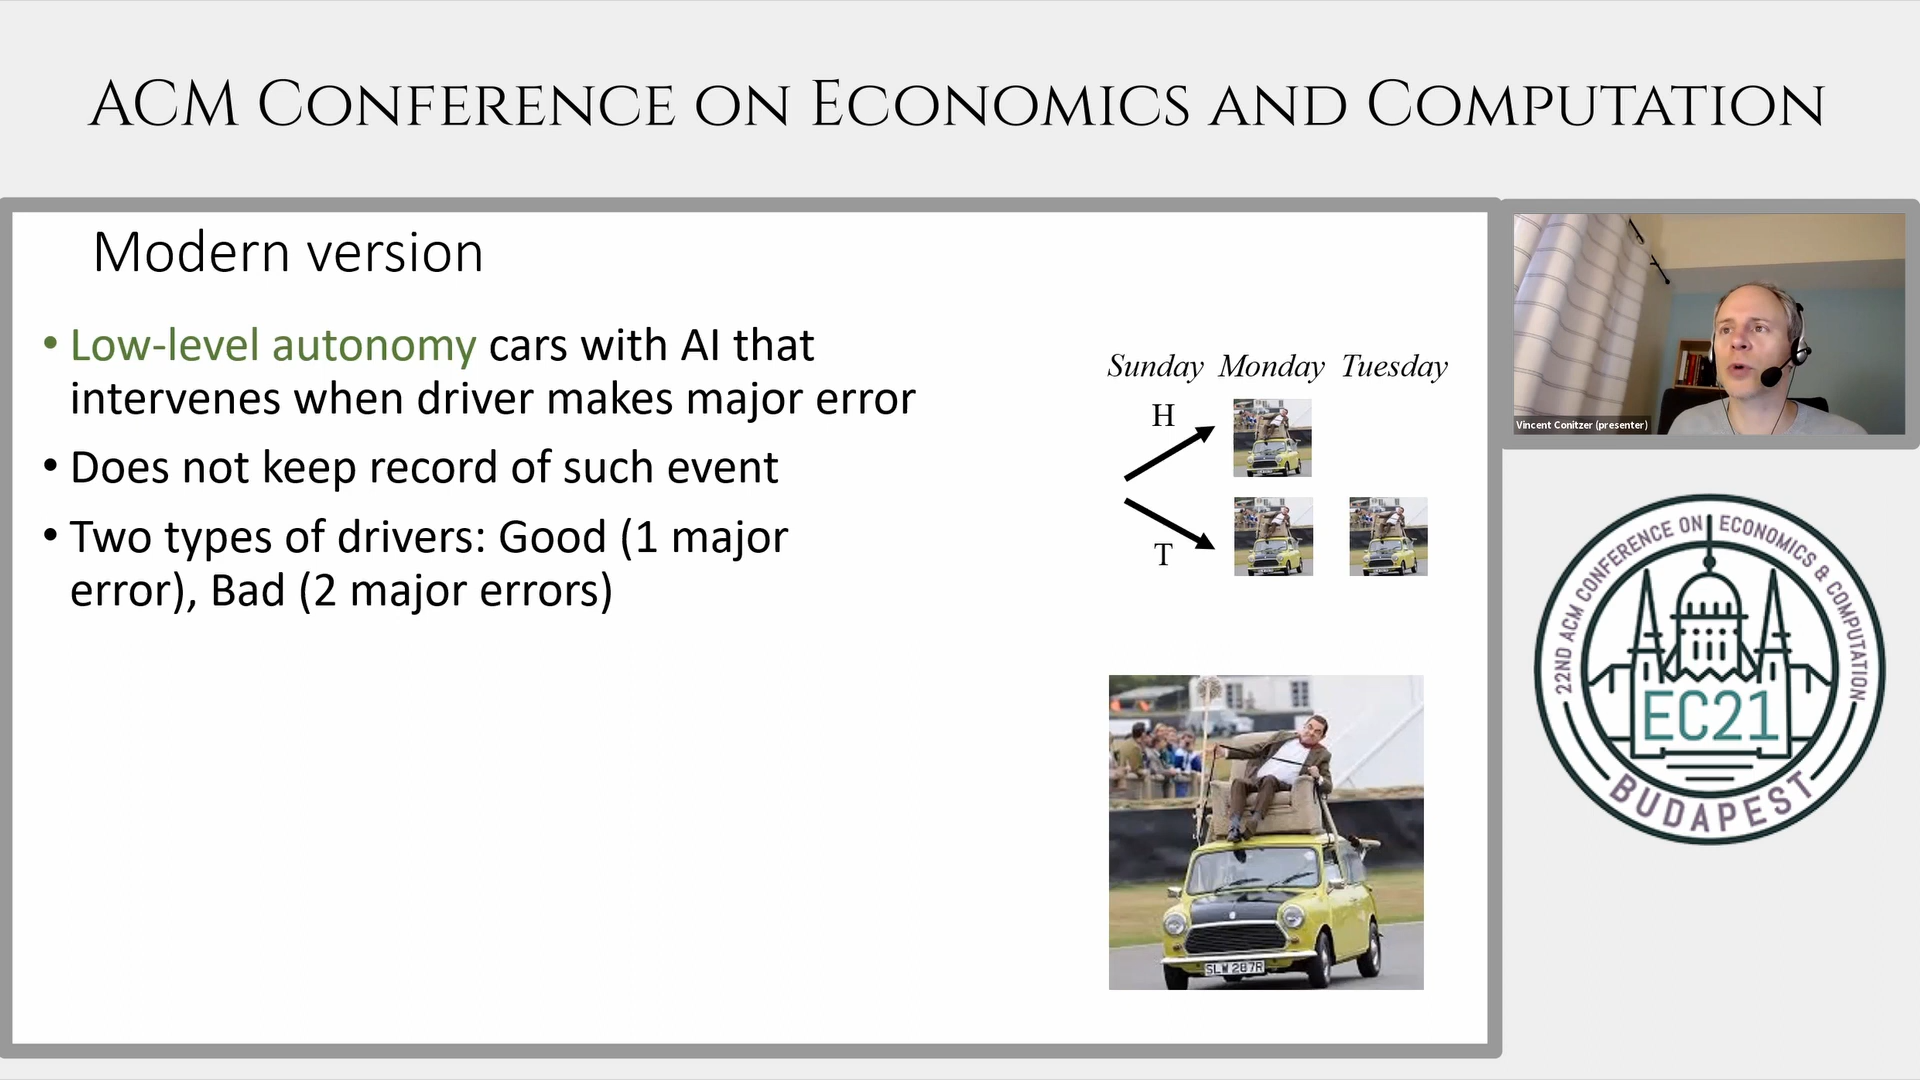 ACM Conference on Economics and Computation
Modern version
• Low-level autonomy cars with AI that
intervenes when driver makes major error
• Does not keep record of such event
• Two types of drivers: Good (1 major
error), Bad (2 major errors)
Sunday Monday Tuesday
H
T
SLW 287R
Vincent Conitzer (presenter)
22ND ACM CONFERENCE ON ECONOMICS & COMPUTATION
EC21
BUDAPEST